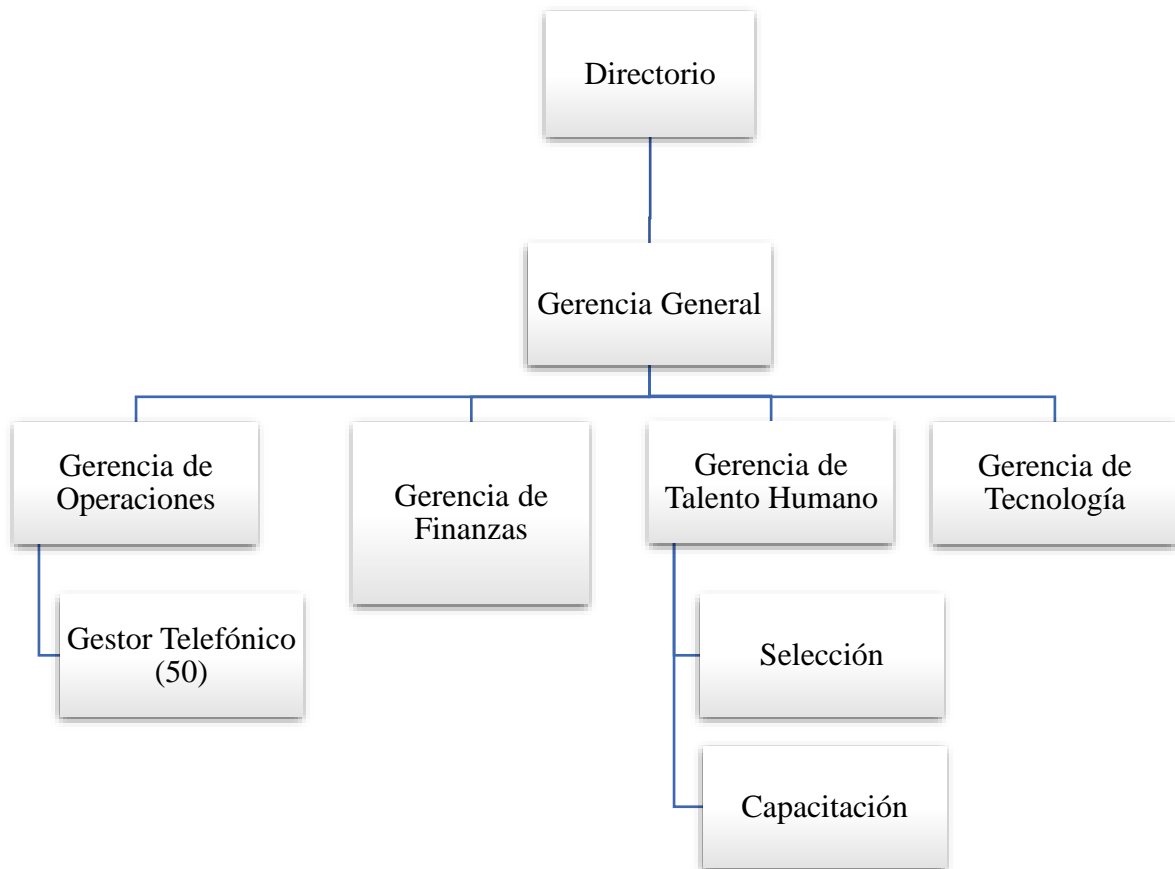 Directorio
Gerencia General
Gerencia de
Operaciones
Gerencia de
Finanzas
Gerencia de
Talento Humano
Gerencia de
Tecnología
Gestor Telefónico
(50)
Selección
Capacitación